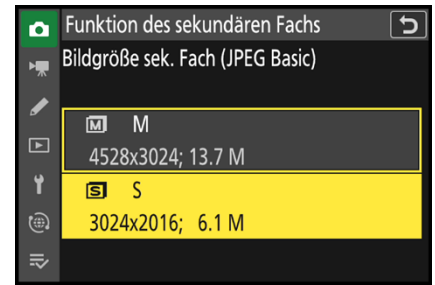 Funktion des sekundären Fachs
Bildgröße sek. Fach (JPEG Basic)
M M
4528x3024; 13.7 M
S S
3024x2016; 6.1 M